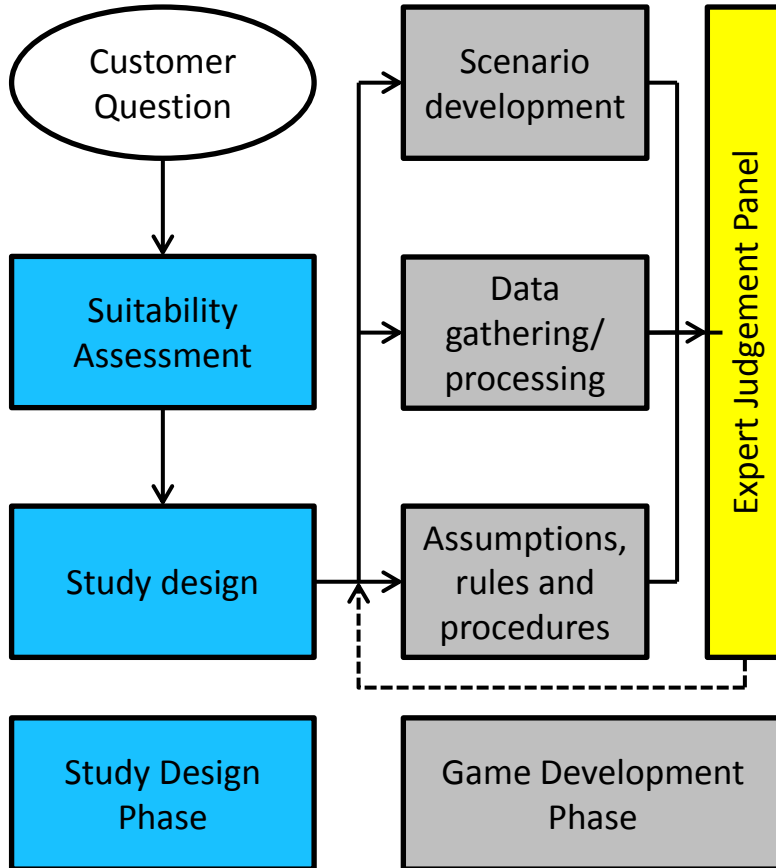 Customer
Question
Suitability
Assessment
Study design
Scenario
development
Data
gathering/
processing
Assumptions,
rules and
procedures
Expert Judgement Panel
Study Design
Phase
Game Development
Phase